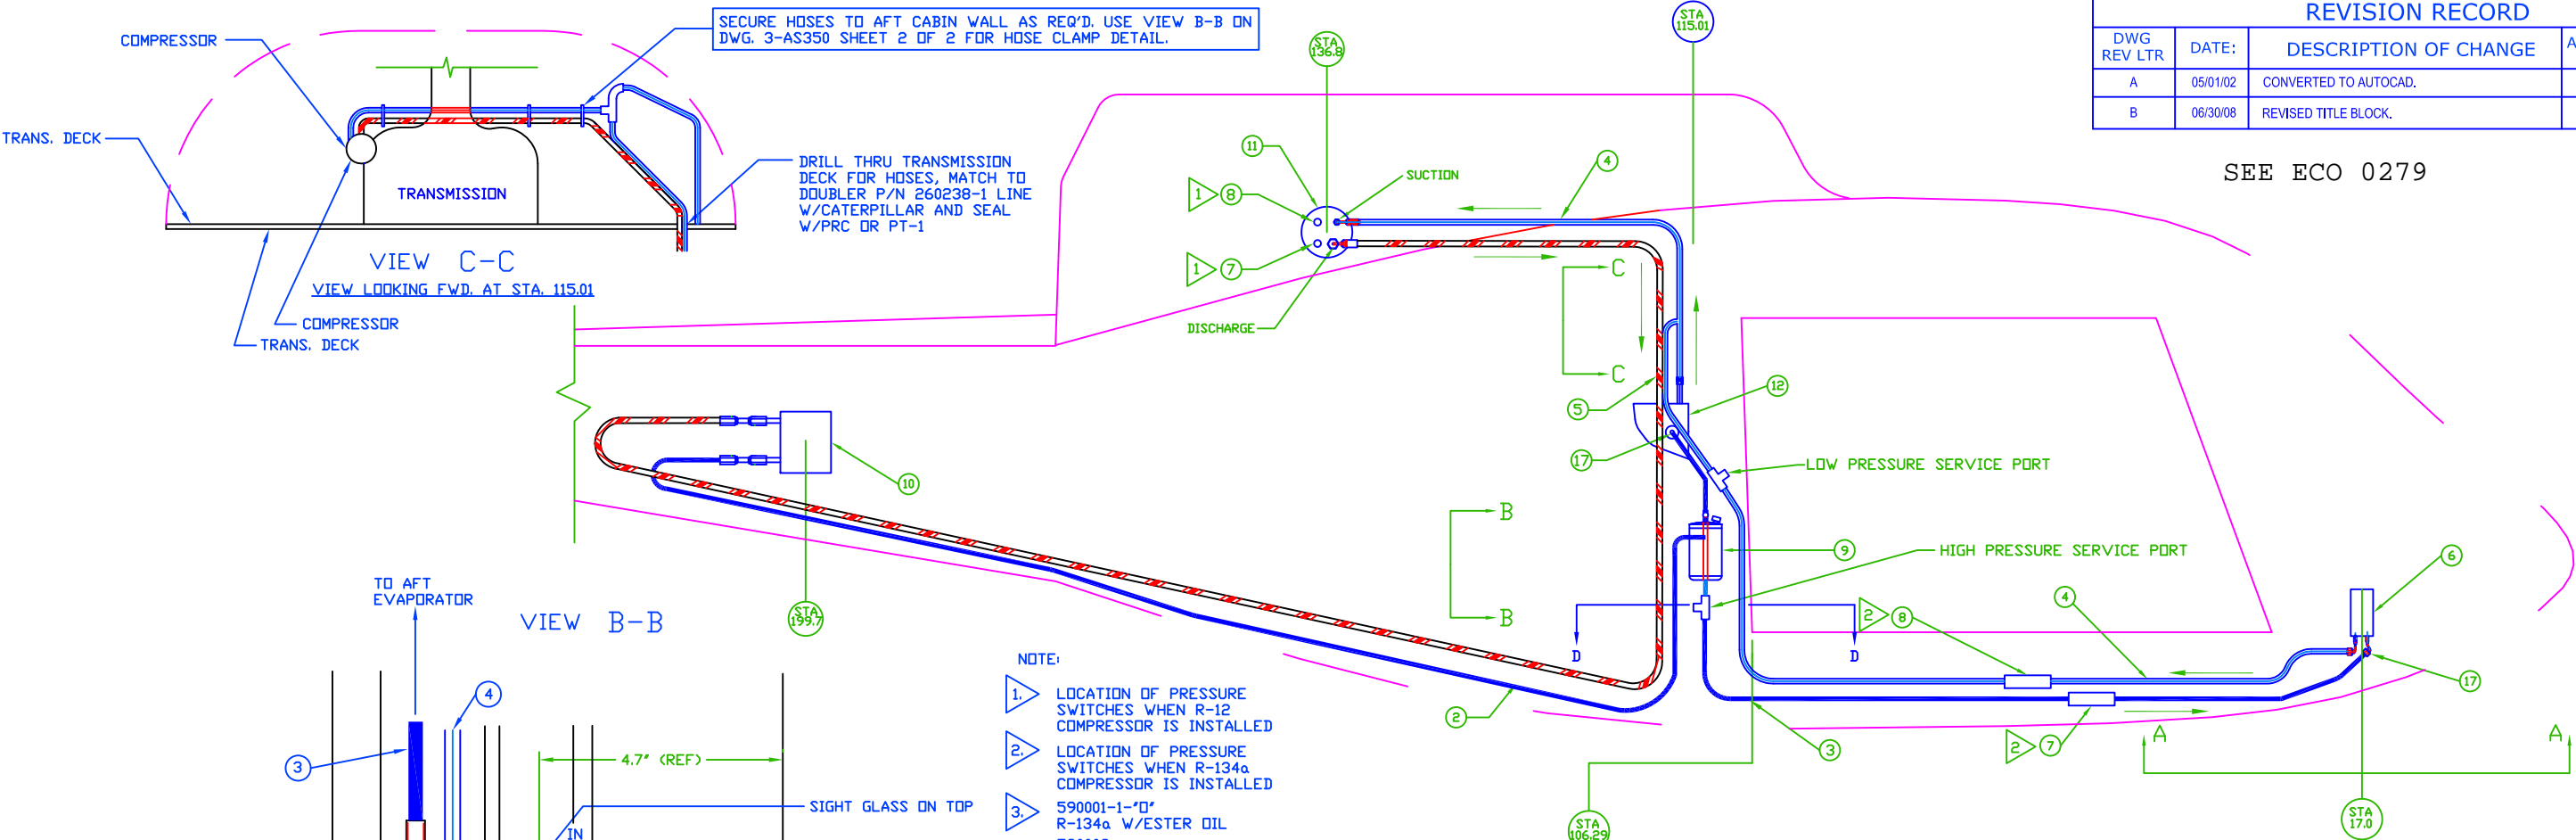 COMPRESSOR
SECURE HOSES TO AFT CABIN WALL AS REQ'D. USE VIEW B-B ON
DWG. 3-AS350 SHEET 2 OF 2 FOR HOSE CLAMP DETAIL.
TRANS. DECK
TRANSMISSION
DRILL THRU TRANSMISSION
DECK FOR HOSES, MATCH TO
DOUBLER P/N 260238-1 LINE
W/CATERPILLAR AND SEAL
W/PRC OR PT-1
VIEW C-C
VIEW LOOKING FWD. AT STA. 115.01
COMPRESSOR
TRANS. DECK
STA
136.8
STA
115.01
REVISION RECORD
DWG
REV LTR
DATE:
DESCRIPTION OF CHANGE
A
05/01/02
CONVERTED TO AUTOCAD.
B
06/30/08
REVISED TITLE BLOCK.
SEE ECO 0279
11
1
8
SUCTION
4
1
7
DISCHARGE
C
C
5
12
17
LOW PRESSURE SERVICE PORT
10
B
B
9
HIGH PRESSURE SERVICE PORT
6
STA
199.7
D
D
2
8
4
17
2
3
2
7
A
A
STA
106.29
STA
17.0
TO AFT
EVAPORATOR
VIEW B-B
4
3
4.7" (REF)
SIGHT GLASS ON TOP
IN
NOTE:
1.
LOCATION OF PRESSURE
SWITCHES WHEN R-12
COMPRESSOR IS INSTALLED
2.
LOCATION OF PRESSURE
SWITCHES WHEN R-134a
COMPRESSOR IS INSTALLED
3.
590001-1-"0"
R-134a W/ESTER OIL